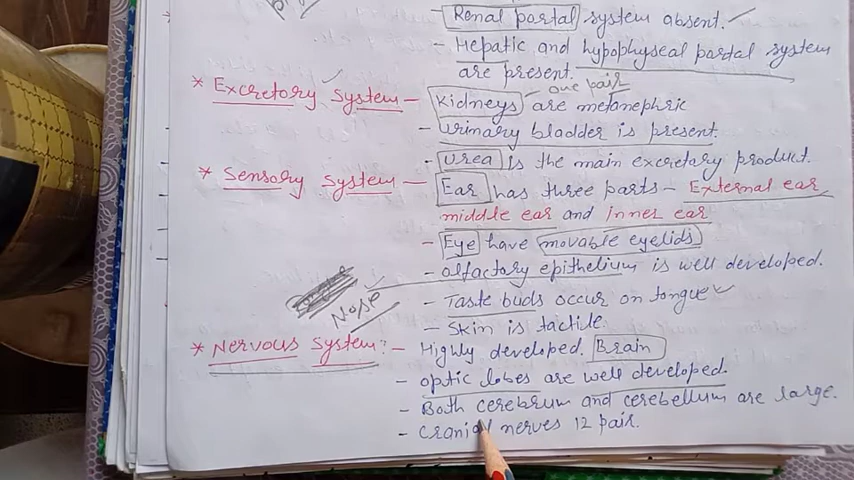 - Renal portal system absent.
- Hepatic and hypophyseal portal system
are present.
one pair
* Excretory System - Kidneys are metanephric
- urinary bladder is present.
- Urea is the main excretary product.
* Sensory System - Ear has three parts - External ear,
middle ear and inner ear
- Eye have movable eyelids
- olfactory epithelium is well developed.
Nose
- Taste buds occur on tongue
- Skin is tactile.
* Nervous System:- - Highly developed. Brain
- optic lobes are well developed.
- Both cerebrum and cerebellum are large.
- Cranial nerves 12 pair.